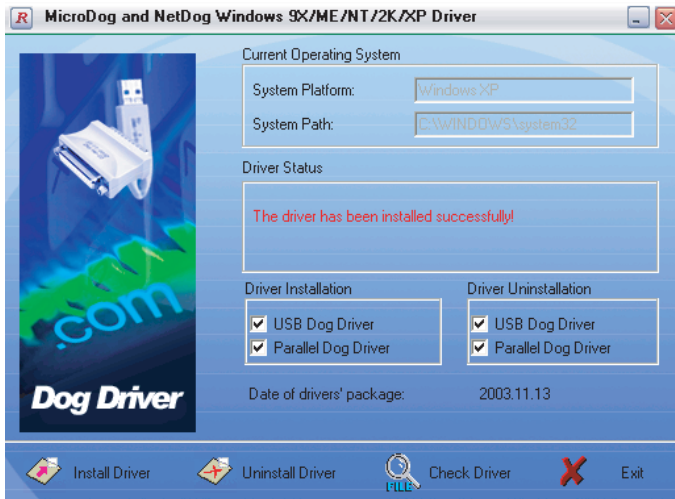 R MicroDog and NetDog Windows 9X/ME/NT/2K/XP Driver
Current Operating System
System Platform: Windows XP
System Path: C:\WINDOWS\system32
Driver Status
The driver has been installed successfully!
Driver Installation
USB Dog Driver
Parallel Dog Driver
Driver Uninstallation
USB Dog Driver
Parallel Dog Driver
Date of drivers' package: 2003.11.13
.com
Dog Driver
Install Driver
Uninstall Driver
FILE
Check Driver
Exit